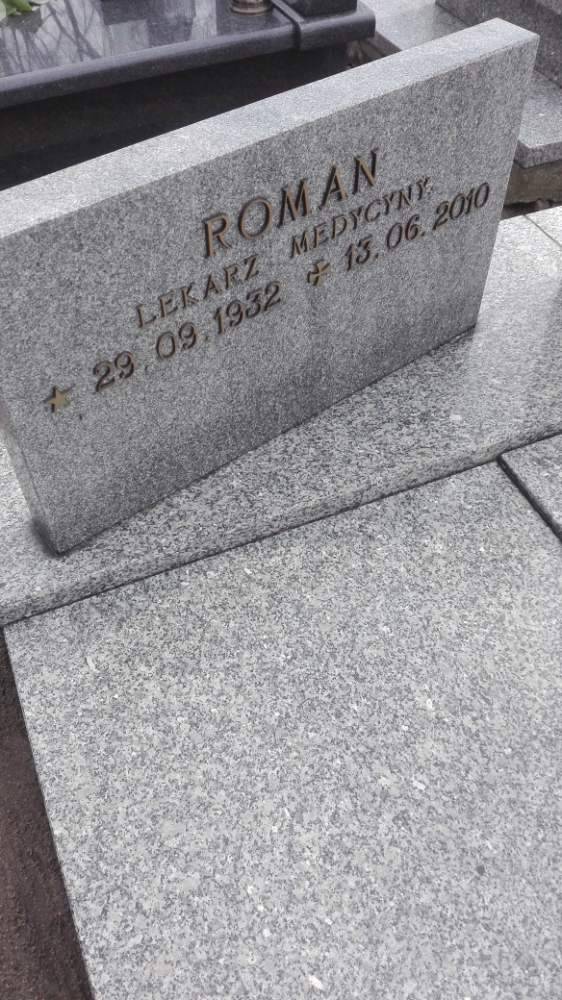 ROMAN
LEKARZ MEDYCYNY.
29.09.1932 13.06.2010